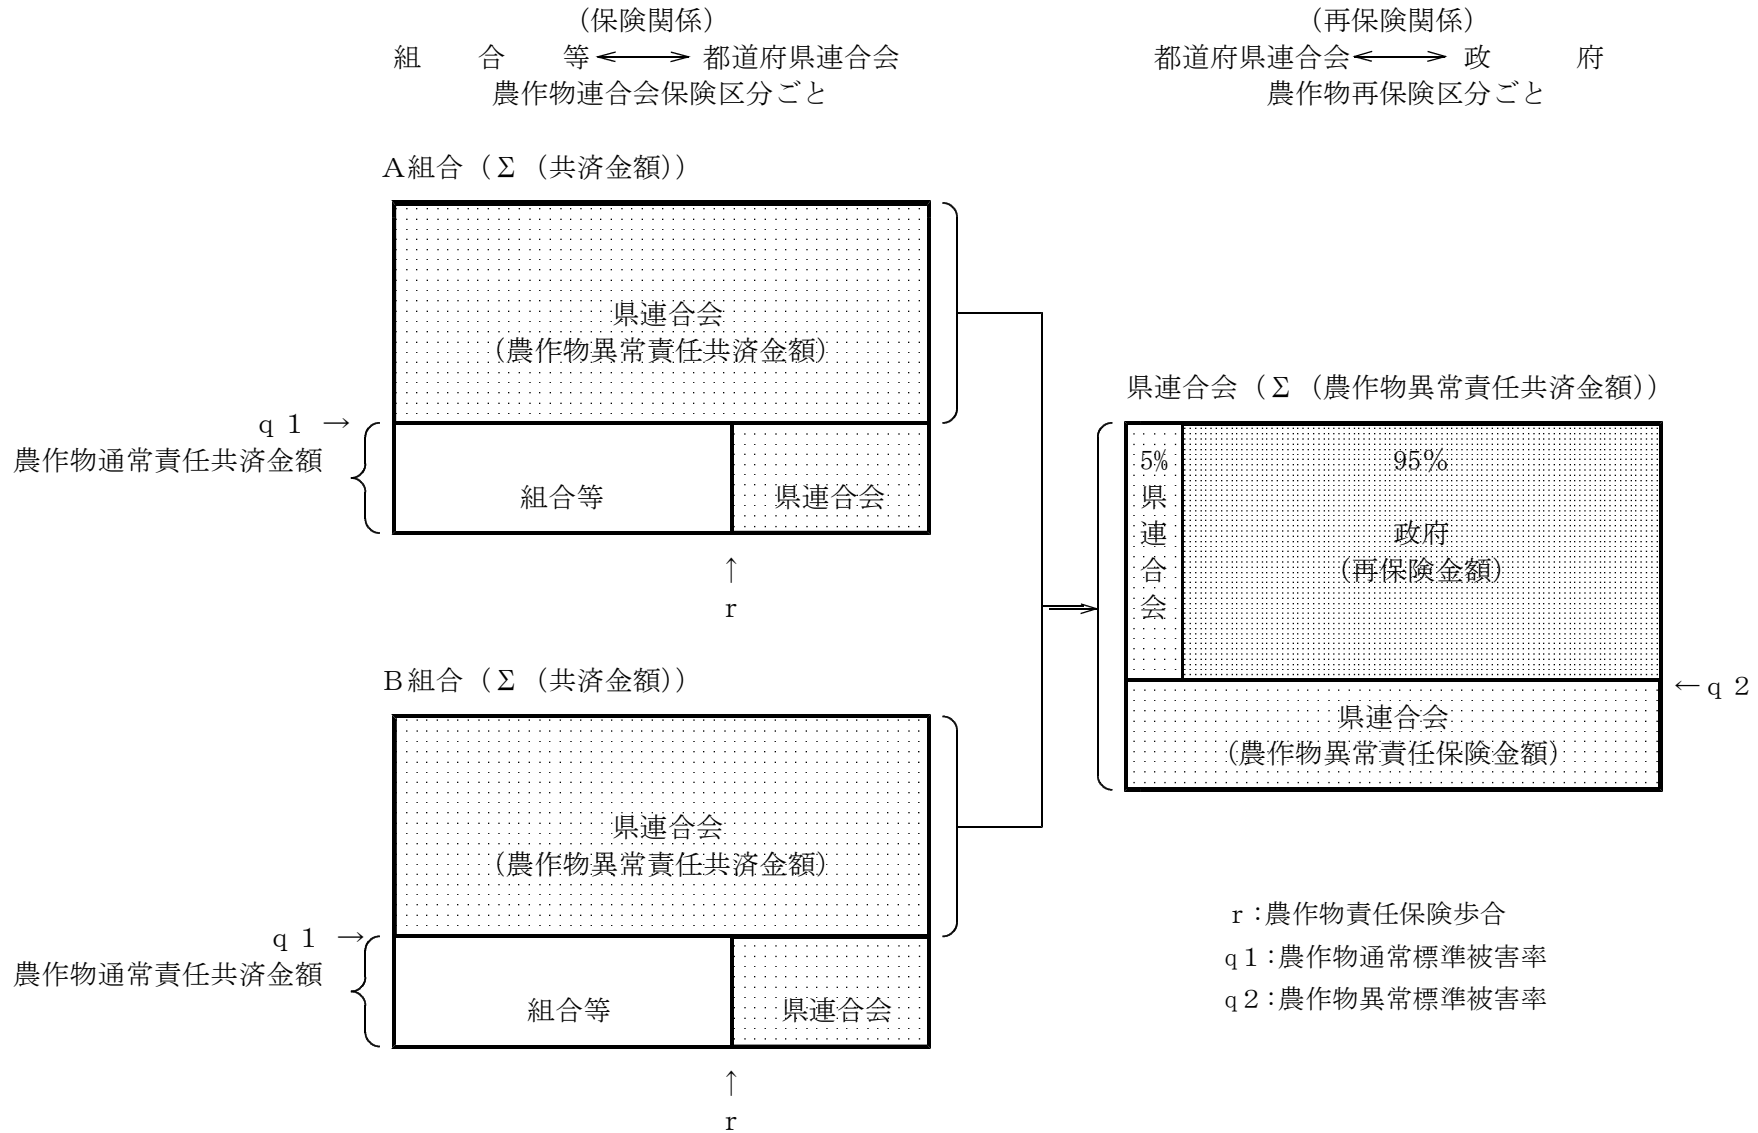 （保険関係）
組　合　等←→都道府県連合会
農作物連合会保険区分ごと
（再保険関係）
都道府県連合会←→政　　府
農作物再保険区分ごと
Ａ組合（Σ（共済金額））
県連合会
（農作物異常責任共済金額）
ｑ１→
農作物通常責任共済金額
組合等
県連合会
↑
ｒ
Ｂ組合（Σ（共済金額））
県連合会
（農作物異常責任共済金額）
ｑ１→
農作物通常責任共済金額
組合等
県連合会
↑
ｒ
県連合会（Σ（農作物異常責任共済金額））
5%
県
連
合
会
95%
政府
（再保険金額）
←ｑ２
県連合会
（農作物異常責任保険金額）
ｒ：農作物責任保険歩合
ｑ１：農作物通常標準被害率
ｑ２：農作物異常標準被害率